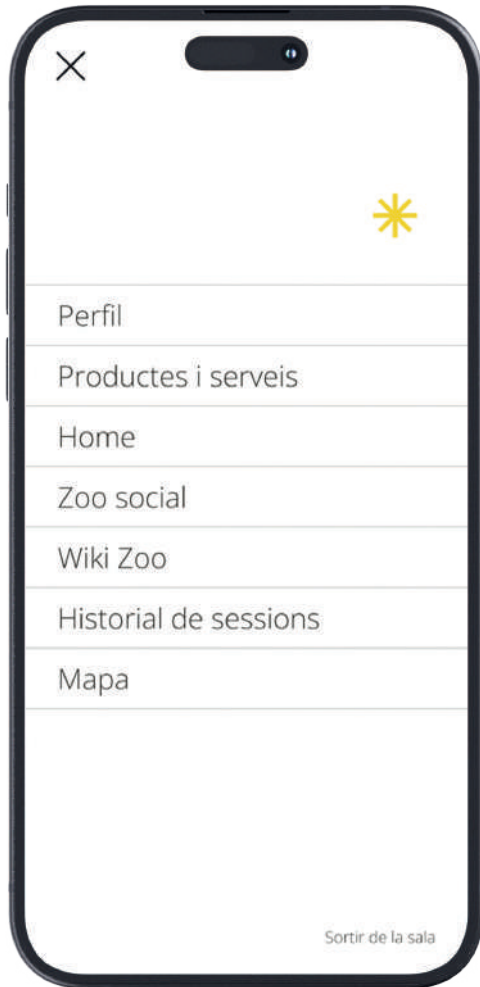 Perfil
Productes i serveis
Home
Zoo social
Wiki Zoo
Historial de sessions
Mapa
Sortir de la sala